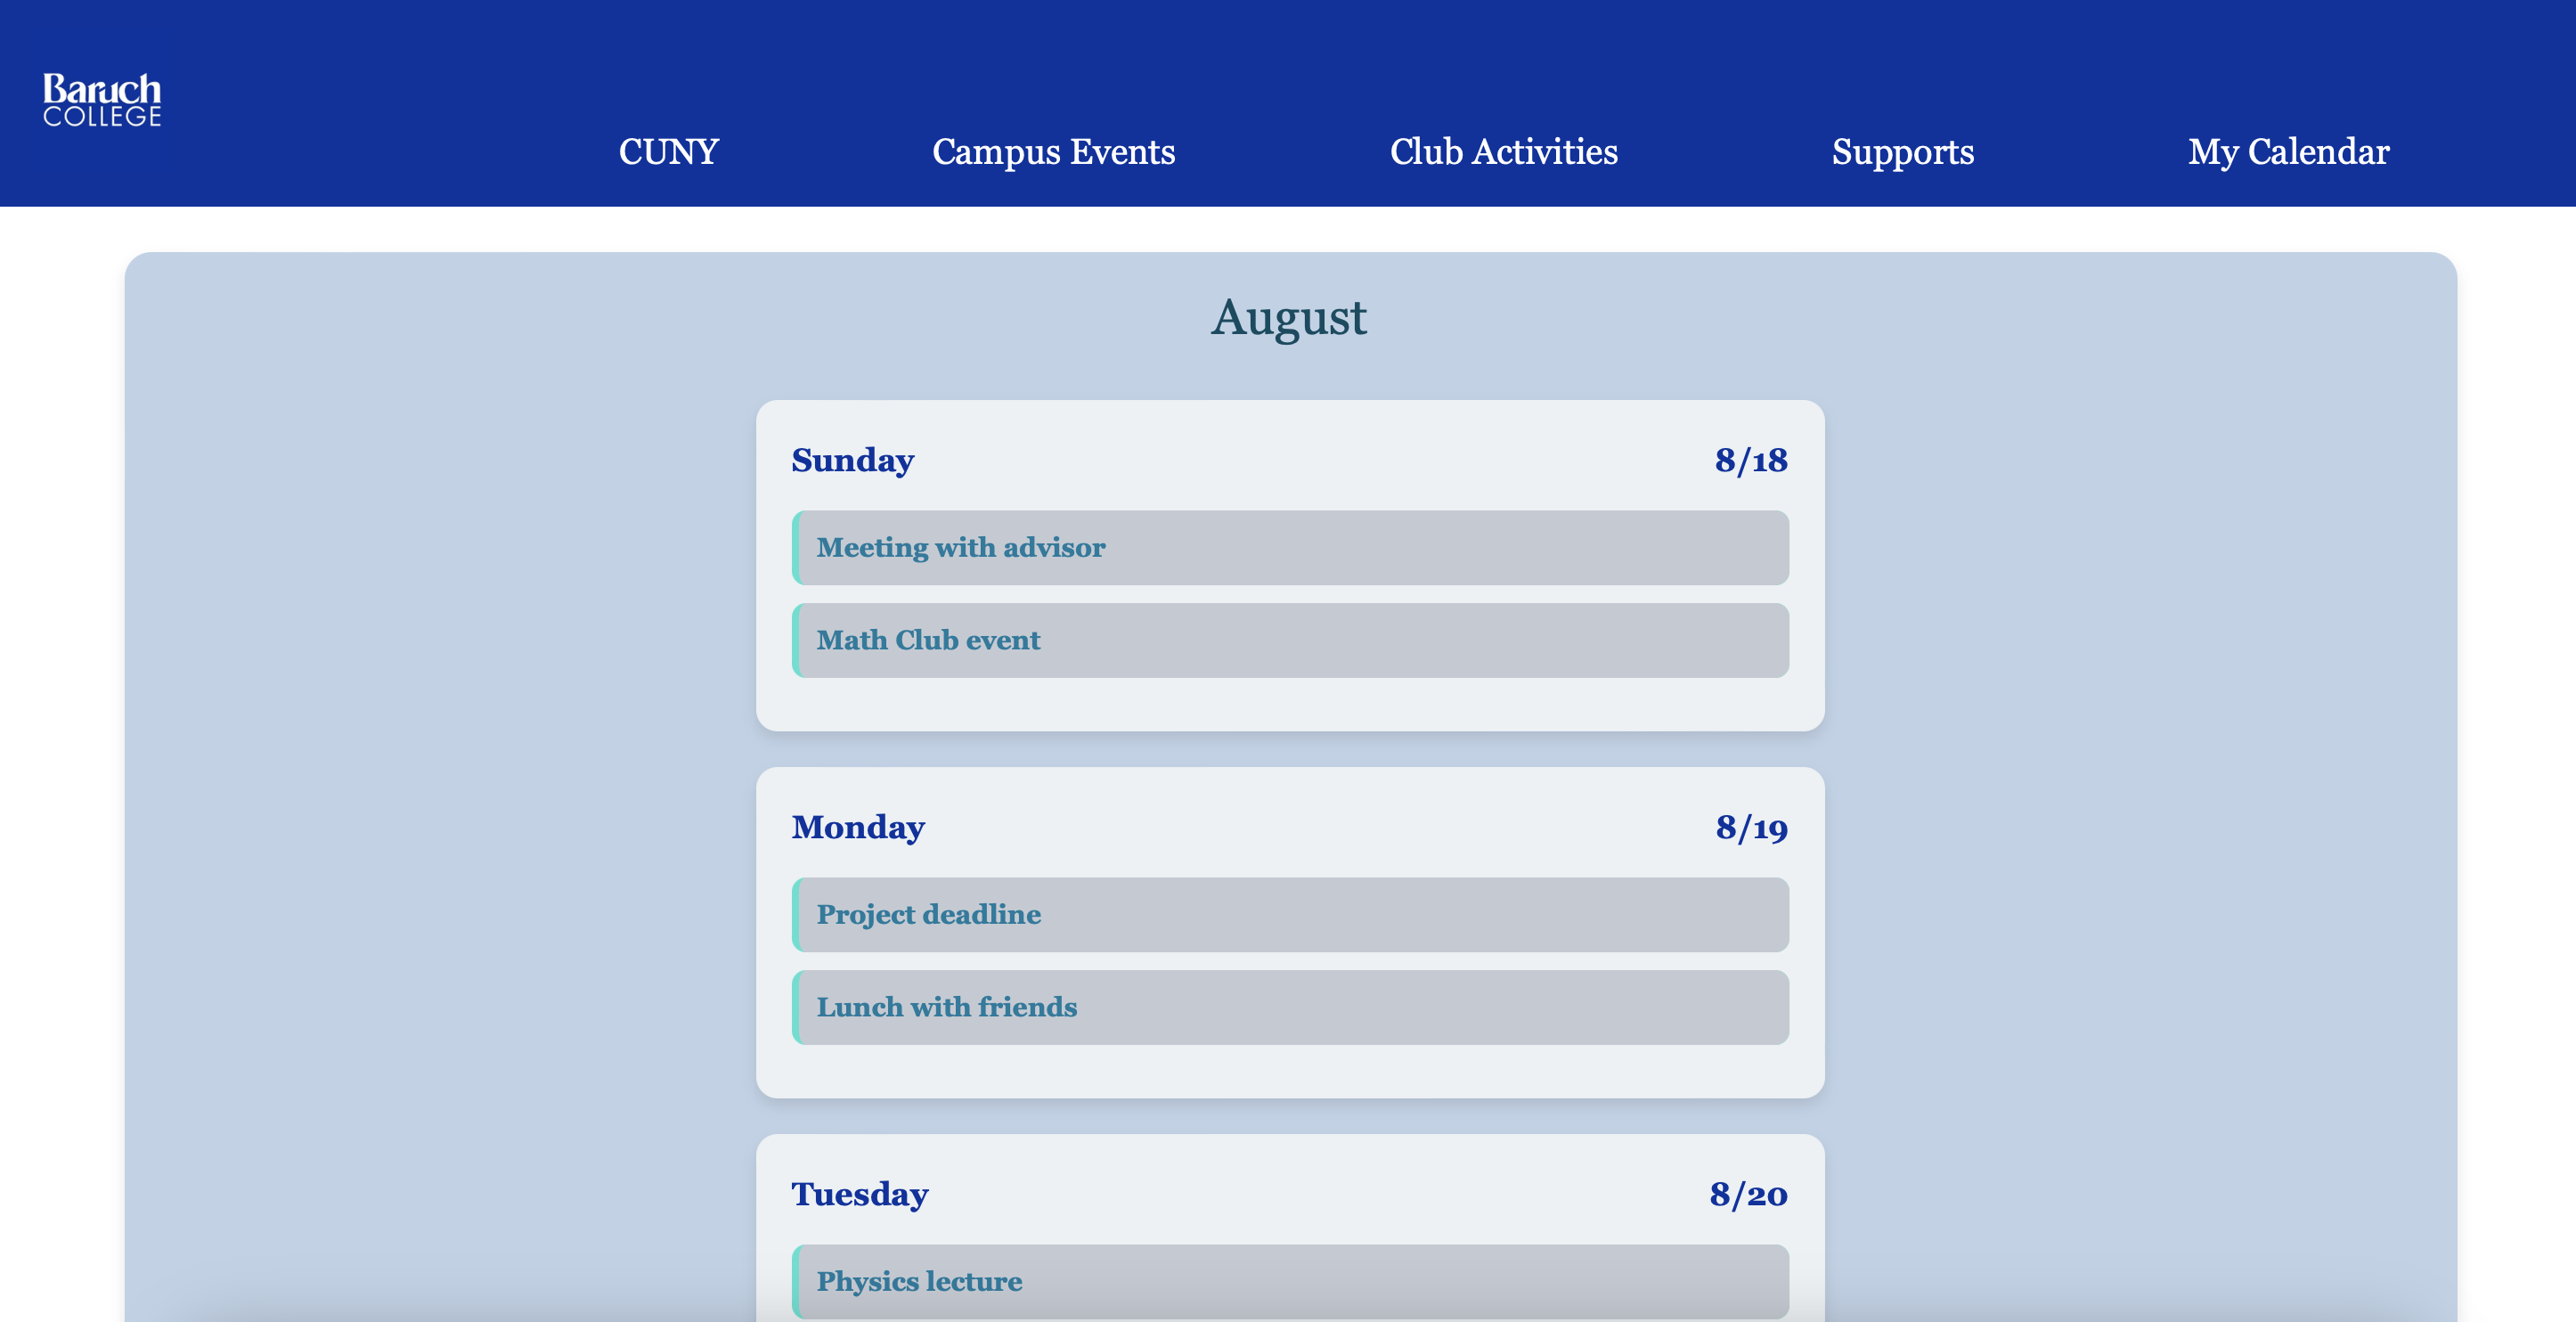 Baruch
COLLEGE
CUNY Campus Events Club Activities Supports My Calendar
August
Sunday 8/18
Meeting with advisor
Math Club event
Monday 8/19
Project deadline
Lunch with friends
Tuesday 8/20
Physics lecture